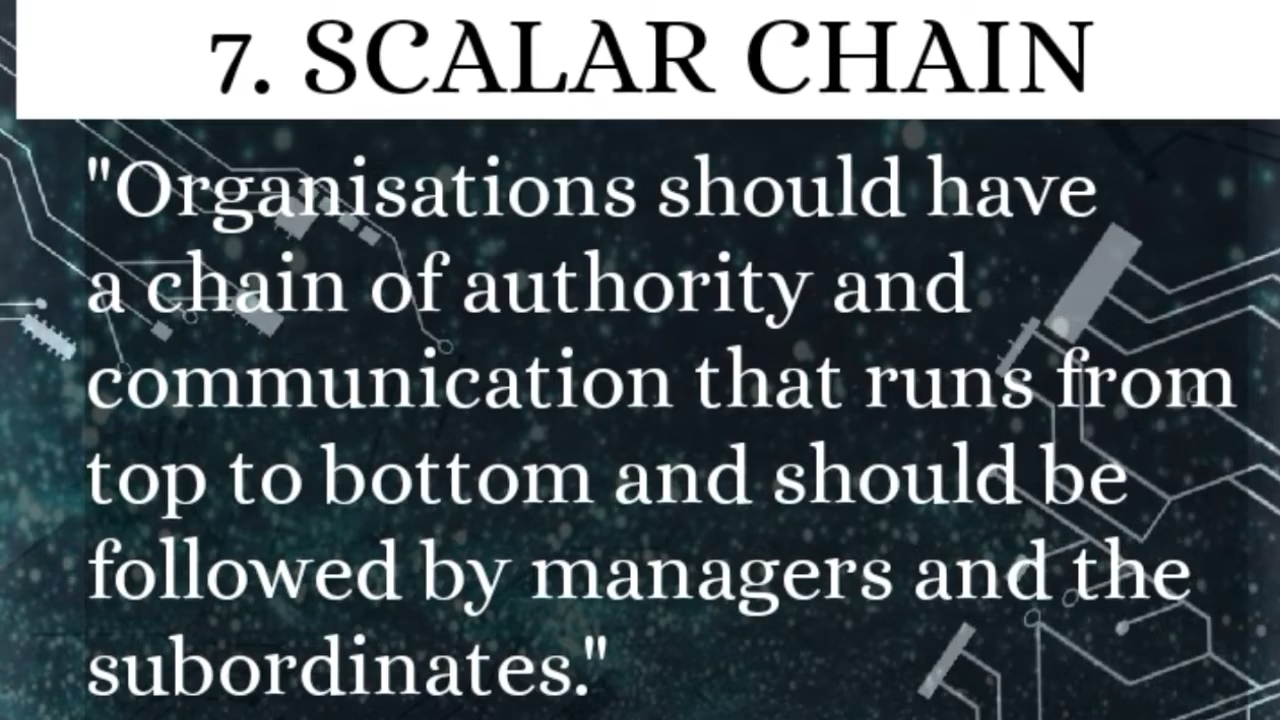 7. SCALAR CHAIN
"Organisations should have
a chain of authority and
communication that runs from
top to bottom and should be
followed by managers and the
subordinates."